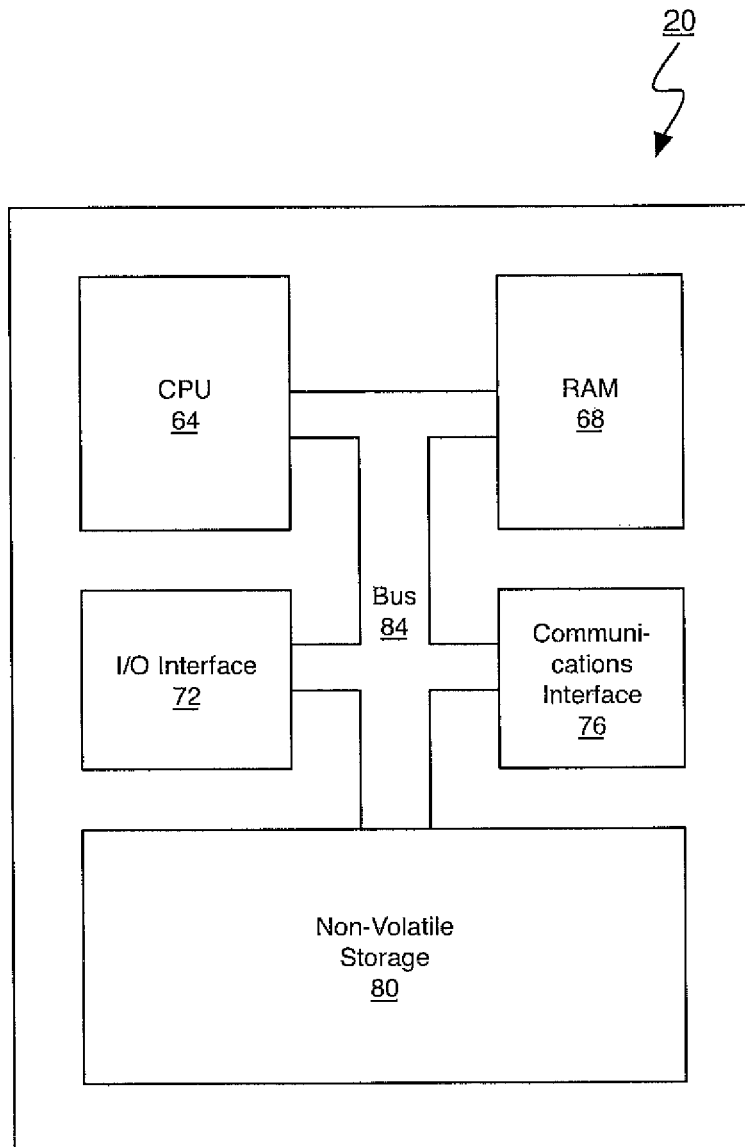 20
CPU
64
RAM
68
Bus
84
I/O Interface
72
Communi-
cations
Interface
76
Non-Volatile
Storage
80